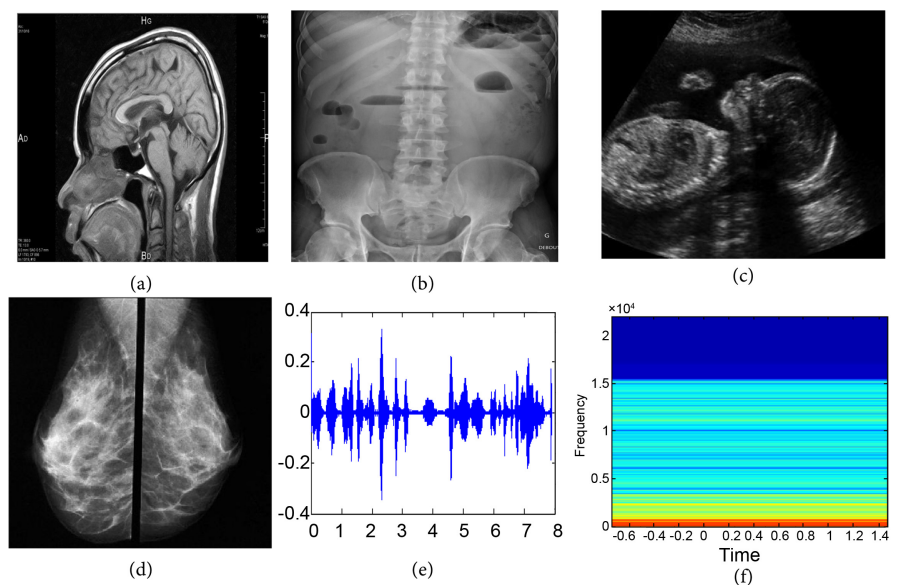 HG
AD
BD
(a)
G
DEBOUT
(b)
(c)
(d)
0.4
0.2
0
-0.2
-0.4
0 1 2 3 4 5 6 7 8
(e)
×10⁴
2
1.5
1
0.5
0
Frequency
-0.6 -0.4 -0.2 0 0.2 0.4 0.6 0.8 1 1.2 1.4
Time
(f)